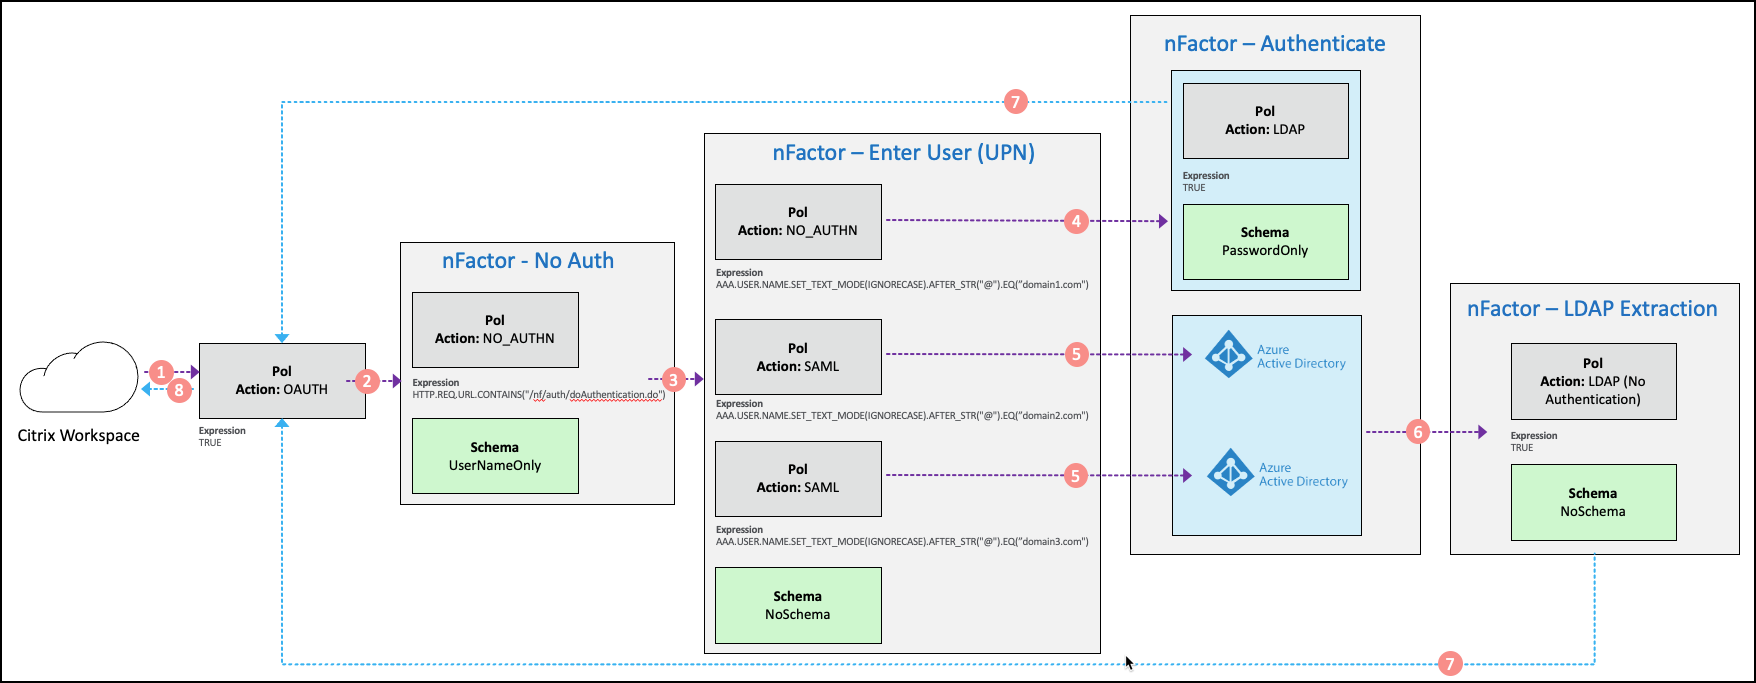 nFactor – Authenticate
Pol
Action: LDAP
Expression
TRUE
Schema
PasswordOnly
7
nFactor – Enter User (UPN)
Pol
Action: NO_AUTHN
Expression
AAA.USER.NAME.SET_TEXT_MODE(IGNORECASE).AFTER_STR("@").EQ("domain1.com")
4
Pol
Action: SAML
Expression
AAA.USER.NAME.SET_TEXT_MODE(IGNORECASE).AFTER_STR("@").EQ("domain2.com")
5
Azure
Active Directory
Pol
Action: SAML
Expression
AAA.USER.NAME.SET_TEXT_MODE(IGNORECASE).AFTER_STR("@").EQ("domain3.com")
5
Azure
Active Directory
Schema
NoSchema
nFactor - No Auth
Pol
Action: NO_AUTHN
Expression
HTTP.REQ.URL.CONTAINS("/nf/auth/doAuthentication.do")
Schema
UserNameOnly
3
Citrix Workspace
1
8
Pol
Action: OAUTH
Expression
TRUE
2
6
nFactor – LDAP Extraction
Pol
Action: LDAP (No
Authentication)
Expression
TRUE
Schema
NoSchema
7